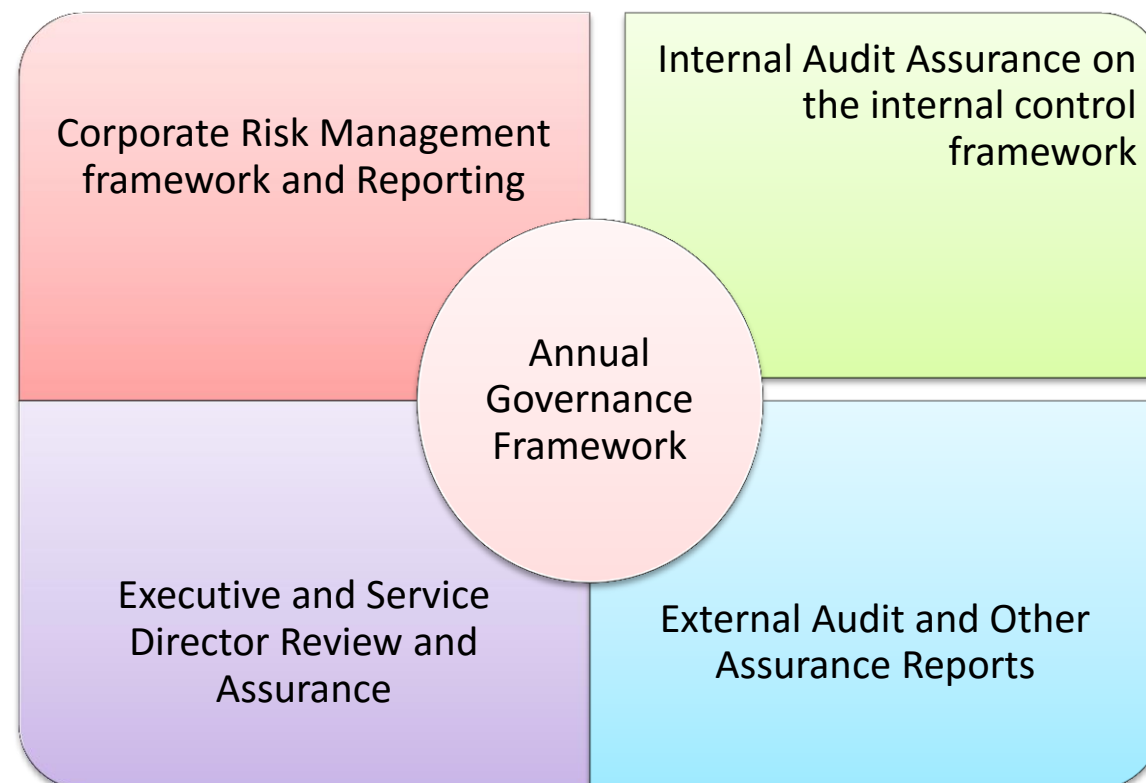 Corporate Risk Management
framework and Reporting
Internal Audit Assurance on
the internal control
framework
Annual
Governance
Framework
Executive and Service
Director Review and
Assurance
External Audit and Other
Assurance Reports